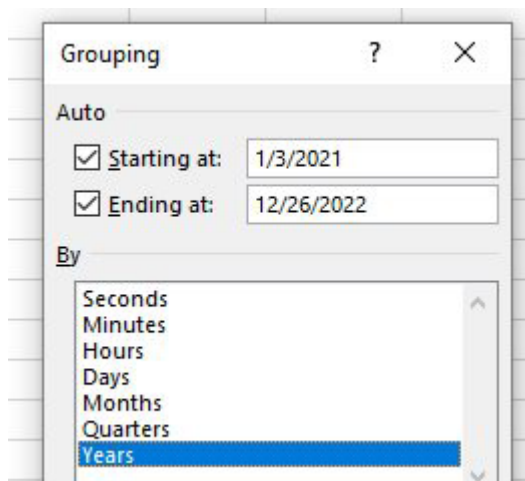 Grouping ?
Auto
Starting at: 1/3/2021
Ending at: 12/26/2022
By
Seconds
Minutes
Hours
Days
Months
Quarters
Years